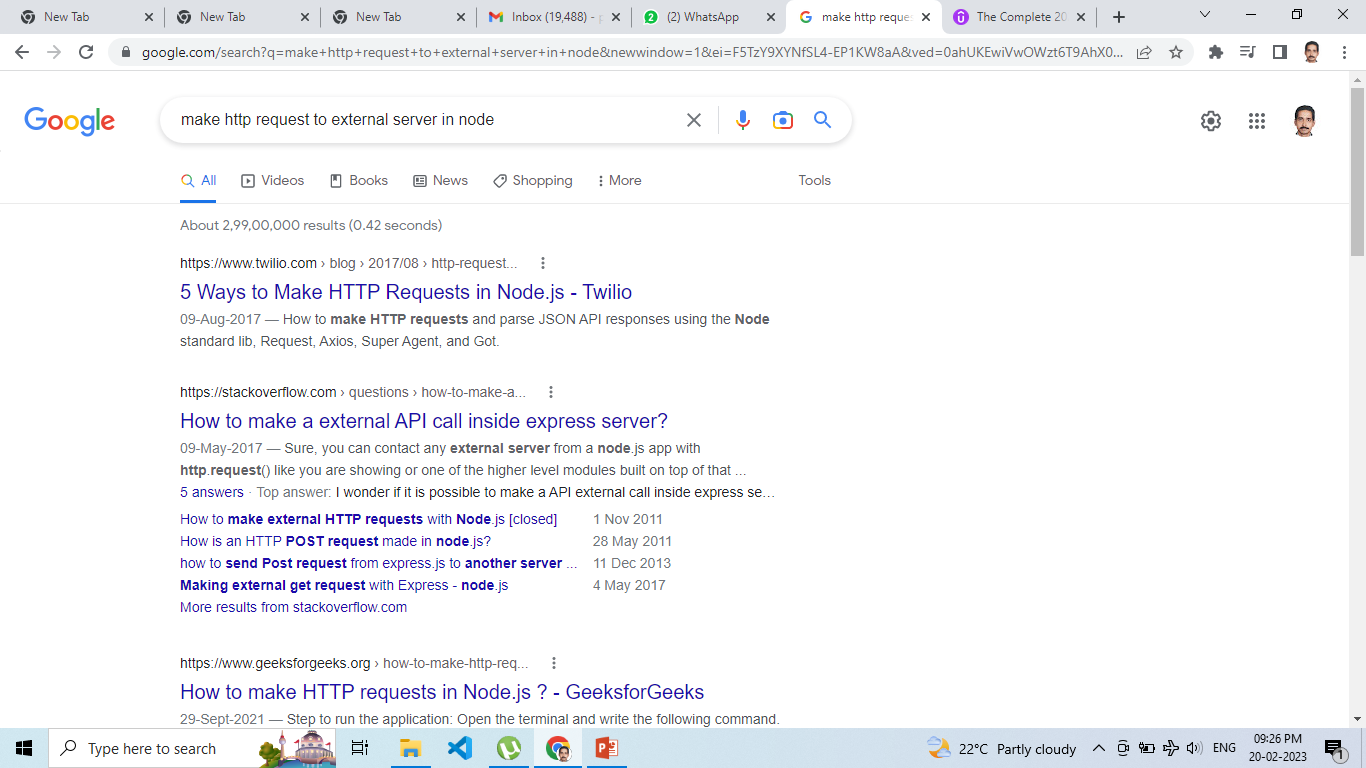 New Tab
New Tab
New Tab
Inbox (19,488) -
(2) WhatsApp
make http reques
The Complete 20
google.com/search?q=make+http+request+to+external+server+in+node&newwindow=1&ei=F5TzY9XYNfSL4-EP1KW8aA&ved=0ahUKEwiVwOWzt6T9AhX0...
Google
make http request to external server in node
All
Videos
Books
News
Shopping
More
Tools
About 2,99,00,000 results (0.42 seconds)
https://www.twilio.com › blog › 2017/08 › http-request...
5 Ways to Make HTTP Requests in Node.js - Twilio
09-Aug-2017 — How to make HTTP requests and parse JSON API responses using the Node
standard lib, Request, Axios, Super Agent, and Got.
https://stackoverflow.com › questions › how-to-make-a...
How to make a external API call inside express server?
09-May-2017 — Sure, you can contact any external server from a node.js app with
http.request() like you are showing or one of the higher level modules built on top of that ...
5 answers · Top answer: I wonder if it is possible to make a API external call inside express se…
How to make external HTTP requests with Node.js [closed] 1 Nov 2011
How is an HTTP POST request made in node.js? 28 May 2011
how to send Post request from express.js to another server ... 11 Dec 2013
Making external get request with Express - node.js 4 May 2017
More results from stackoverflow.com
https://www.geeksforgeeks.org › how-to-make-http-req...
How to make HTTP requests in Node.js ? - GeeksforGeeks
29-Sept-2021 — Step to run the application: Open the terminal and write the following command.
Type here to search
22°C Partly cloudy
ENG
09:26 PM
20-02-2023
1